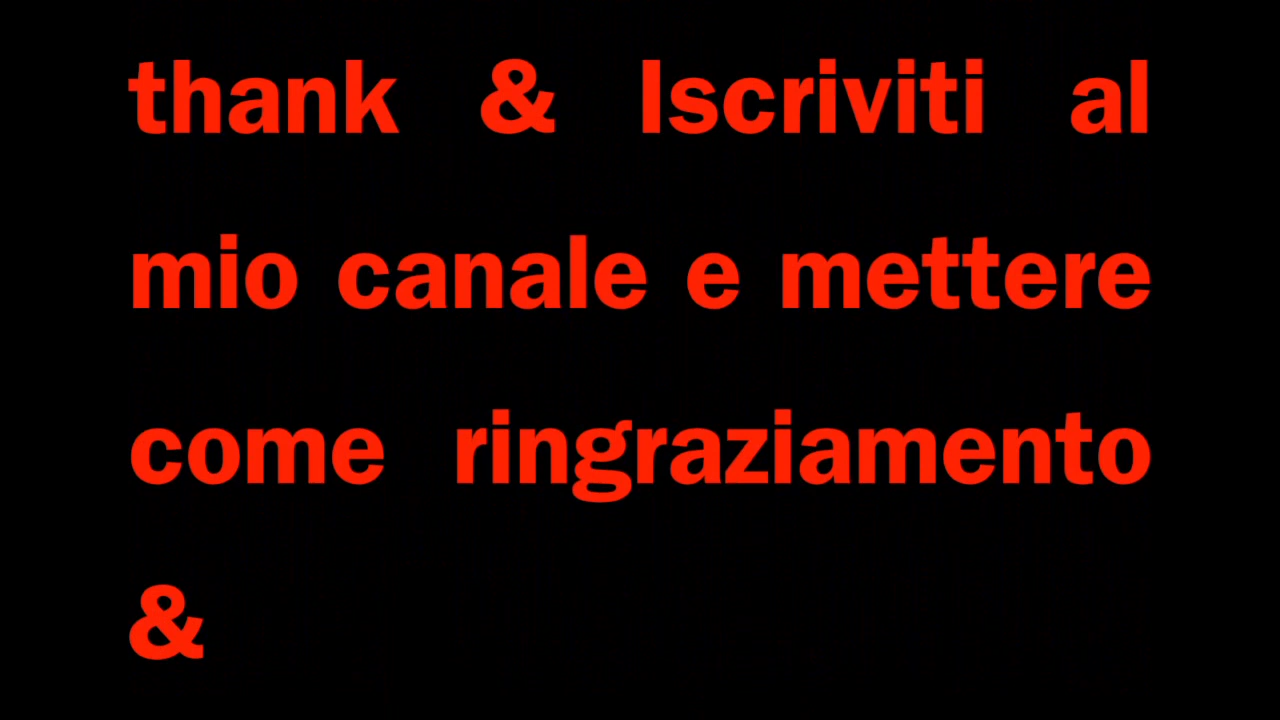 thank & Iscriviti al
mio canale e mettere
come ringraziamento
&